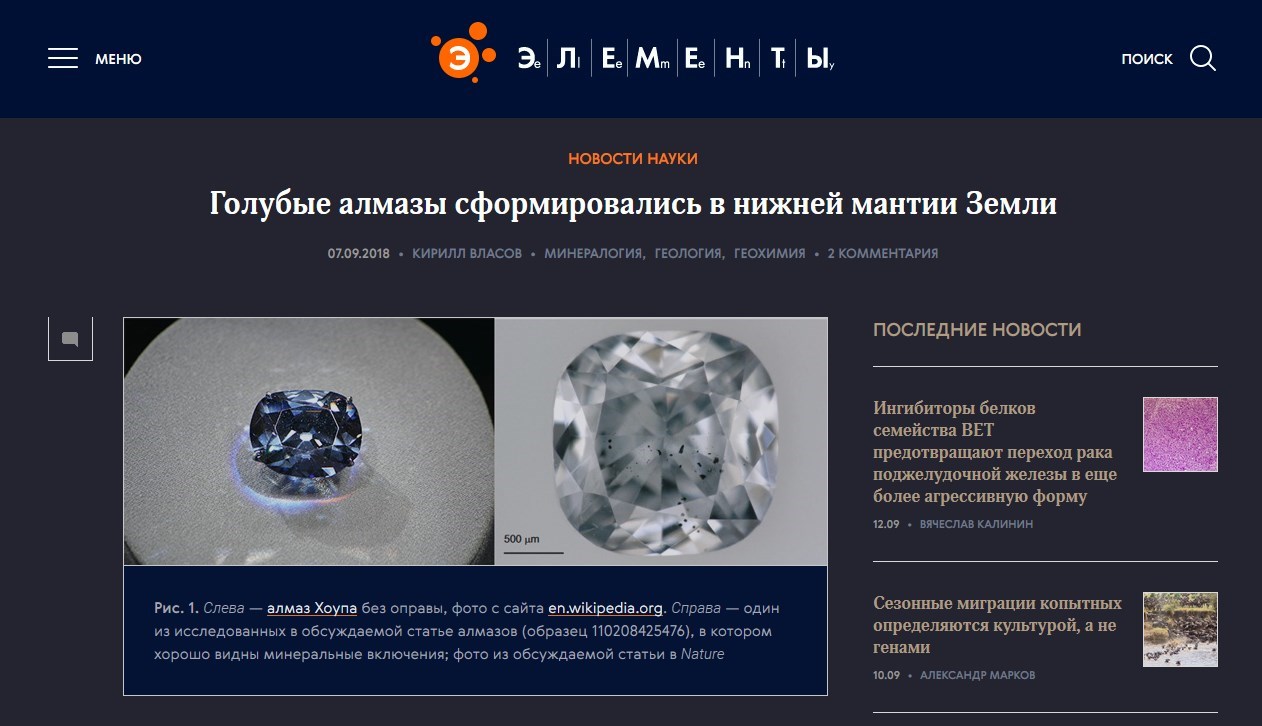 МЕНЮ
Э Эe Лl Еe Мm Еe Нn Тt Ыy
ПОИСК
НОВОСТИ НАУКИ
Голубые алмазы сформировались в нижней мантии Земли
07.09.2018 • КИРИЛЛ ВЛАСОВ • МИНЕРАЛОГИЯ, ГЕОЛОГИЯ, ГЕОХИМИЯ • 2 КОММЕНТАРИЯ
500 μm
Рис. 1. Слева — алмаз Хоупа без оправы, фото с сайта en.wikipedia.org. Справа — один
из исследованных в обсуждаемой статье алмазов (образец 110208425476), в котором
хорошо видны минеральные включения; фото из обсуждаемой статьи в Nature
ПОСЛЕДНИЕ НОВОСТИ
Ингибиторы белков
семейства BET
предотвращают переход рака
поджелудочной железы в еще
более агрессивную форму
12.09 • ВЯЧЕСЛАВ КАЛИНИН
Сезонные миграции копытных
определяются культурой, а не
генами
10.09 • АЛЕКСАНДР МАРКОВ